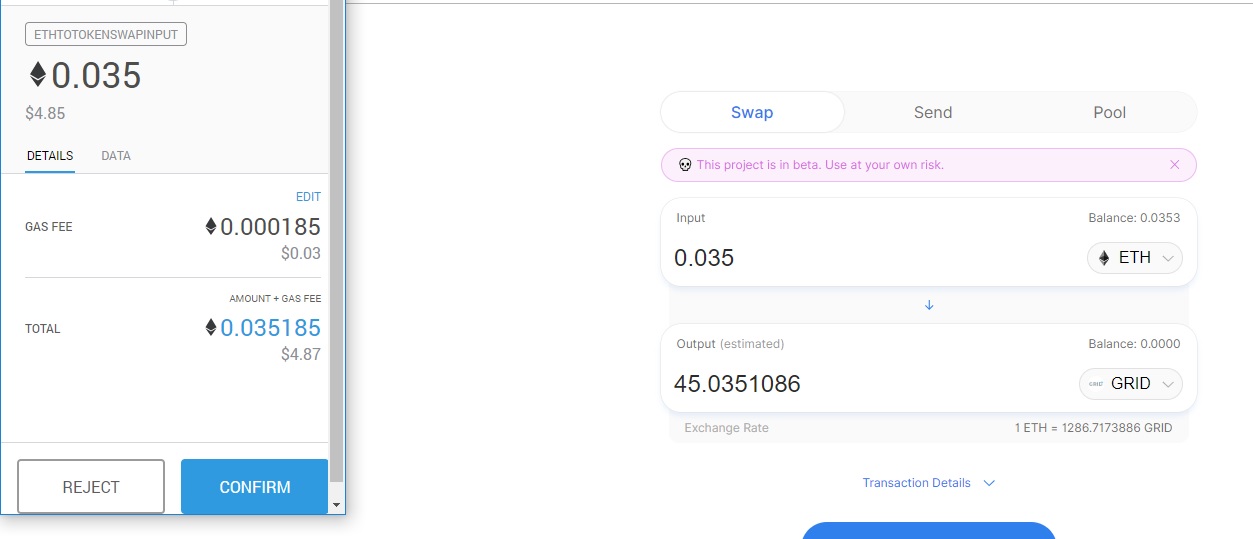 ETHTOTOKENSWAPINPUT
0.035
$4.85
DETAILS DATA
EDIT
GAS FEE 0.000185
$0.03
AMOUNT + GAS FEE
TOTAL 0.035185
$4.87
REJECT CONFIRM
Swap Send Pool
This project is in beta. Use at your own risk.
Input Balance: 0.0353
0.035 ETH
Output (estimated) Balance: 0.0000
45.0351086 GRID
Exchange Rate 1 ETH = 1286.7173886 GRID
Transaction Details